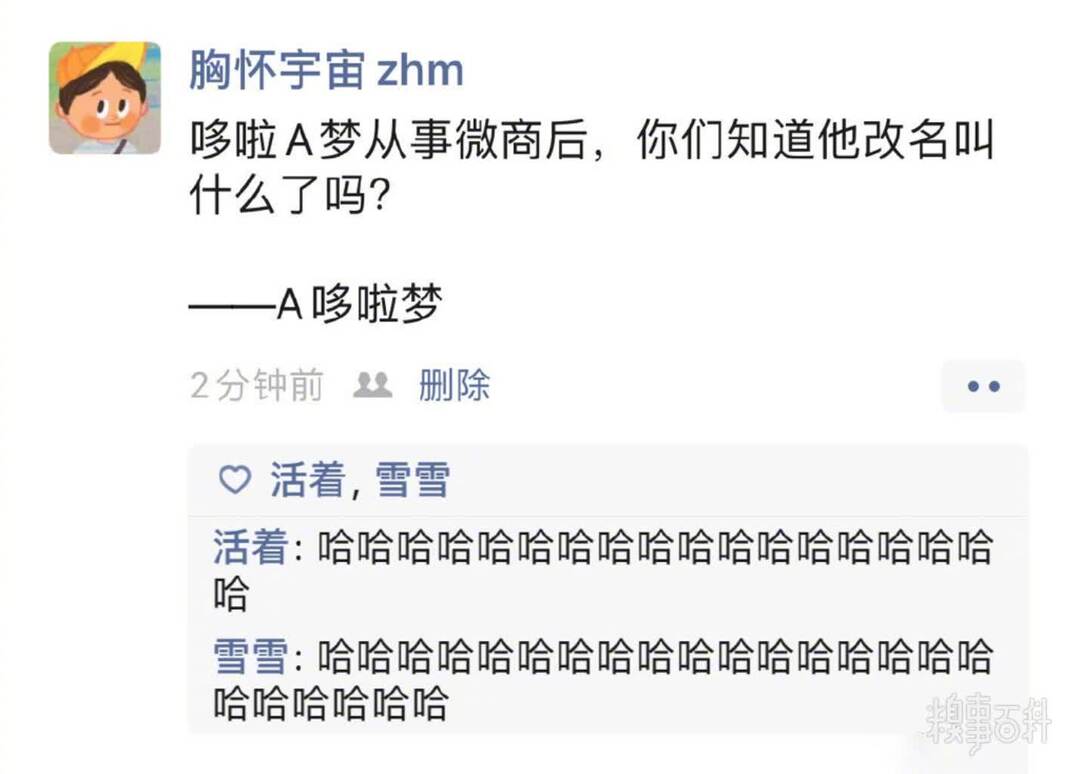 胸怀宇宙 zhm
哆啦A梦从事微商后，你们知道他改名叫
什么了吗？
——A哆啦梦
2分钟前 删除
活着, 雪雪
活着: 哈哈哈哈哈哈哈哈哈哈哈哈哈哈哈哈哈
哈
雪雪: 哈哈哈哈哈哈哈哈哈哈哈哈哈哈哈哈哈
哈哈哈哈哈哈
糗事百科